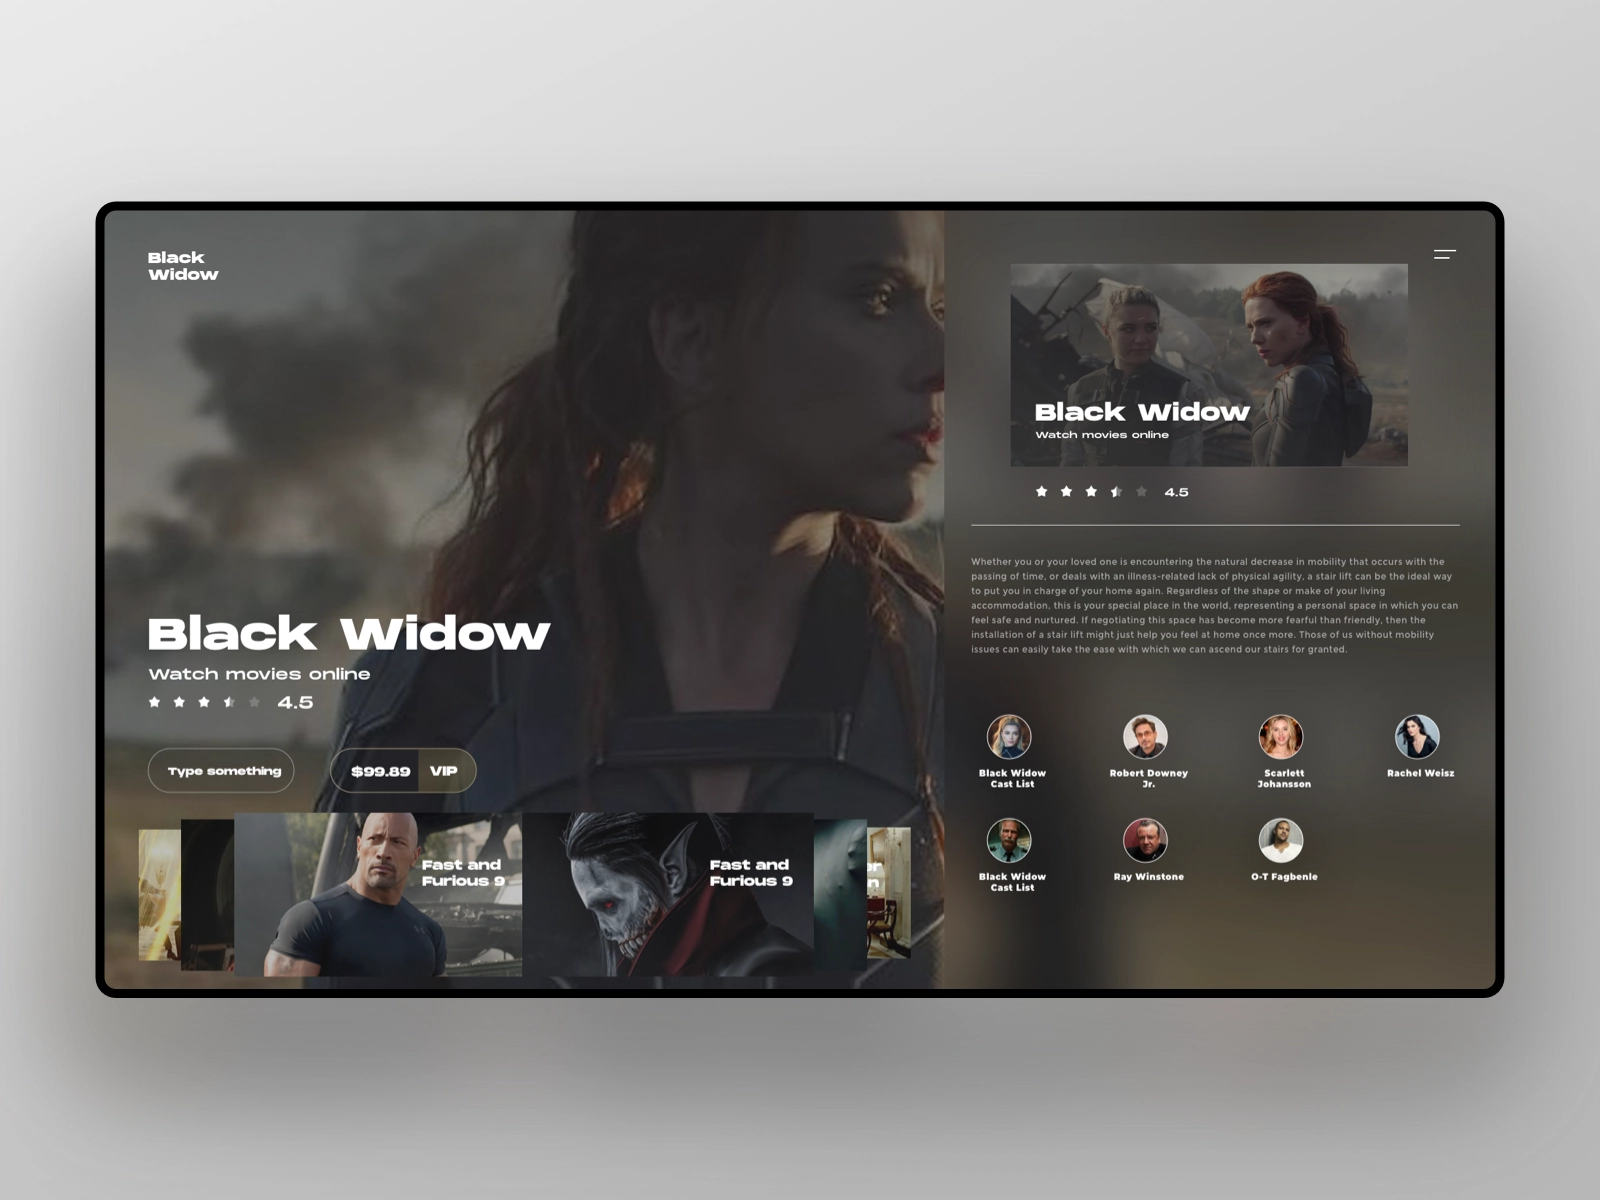 Black
Widow
Black Widow
Watch movies online
4.5
Type something
$99.89 VIP
Fast and
Furious 9
Fast and
Furious 9
Black Widow
Watch movies online
4.5
Whether you or your loved one is encountering the natural decrease in mobility that occurs with the
passing of time, or deals with an illness-related lack of physical agility, a stair lift can be the ideal way
to put you in charge of your home again. Regardless of the shape or make of your living
accommodation, this is your special place in the world, representing a personal space in which you can
feel safe and nurtured. If negotiating this space has become more fearful than friendly, then the
installation of a stair lift might just help you feel at home once more. Those of us without mobility
issues can easily take the ease with which we can ascend our stairs for granted.
Black Widow
Cast List
Robert Downey
Jr.
Scarlett
Johansson
Rachel Weisz
Black Widow
Cast List
Ray Winstone
O-T Fagbenle